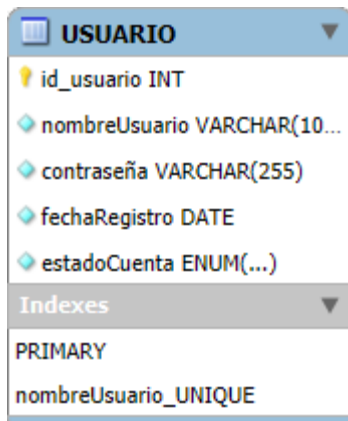 USUARIO
id_usuario INT
nombreUsuario VARCHAR(10...
contraseña VARCHAR(255)
fechaRegistro DATE
estadoCuenta ENUM(...)
Indexes
PRIMARY
nombreUsuario_UNIQUE